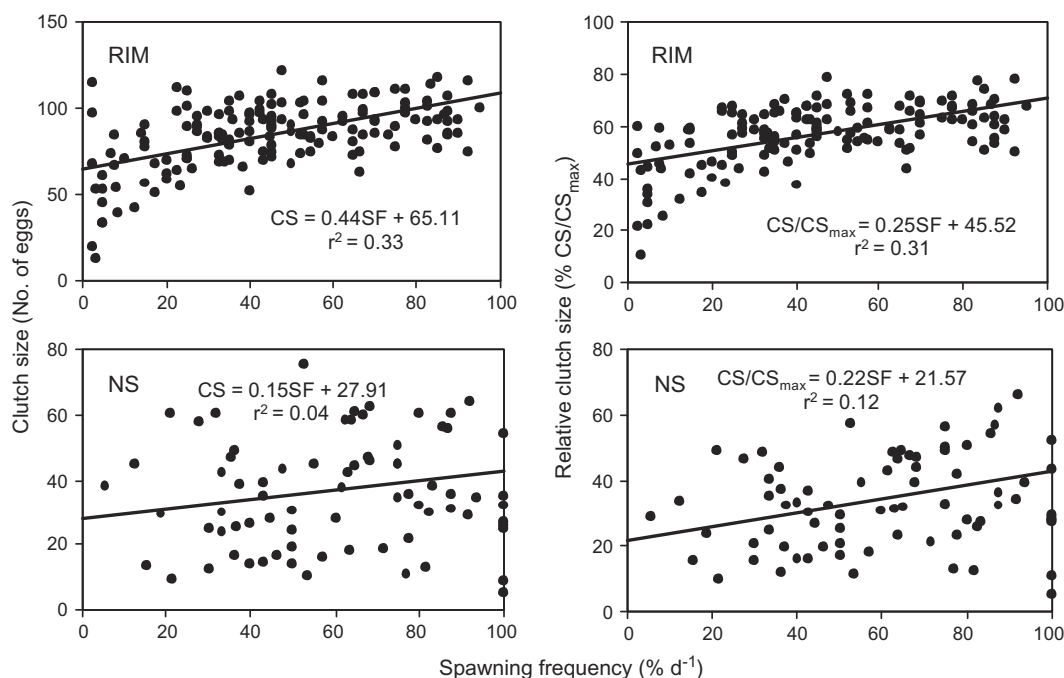 150
100
50
0
0
20
40
60
80
100
RIM
CS = 0.44SF + 65.11
r² = 0.33
100
80
60
40
20
0
0
20
40
60
80
100
RIM
CS/CSmax = 0.25SF + 45.52
r² = 0.31
Clutch size (No. of eggs)
Relative clutch size (% CS/CSmax)
80
60
40
20
0
0
20
40
60
80
100
NS
CS = 0.15SF + 27.91
r² = 0.04
80
60
40
20
0
0
20
40
60
80
100
NS
CS/CSmax = 0.22SF + 21.57
r² = 0.12
Spawning frequency (% d⁻¹)